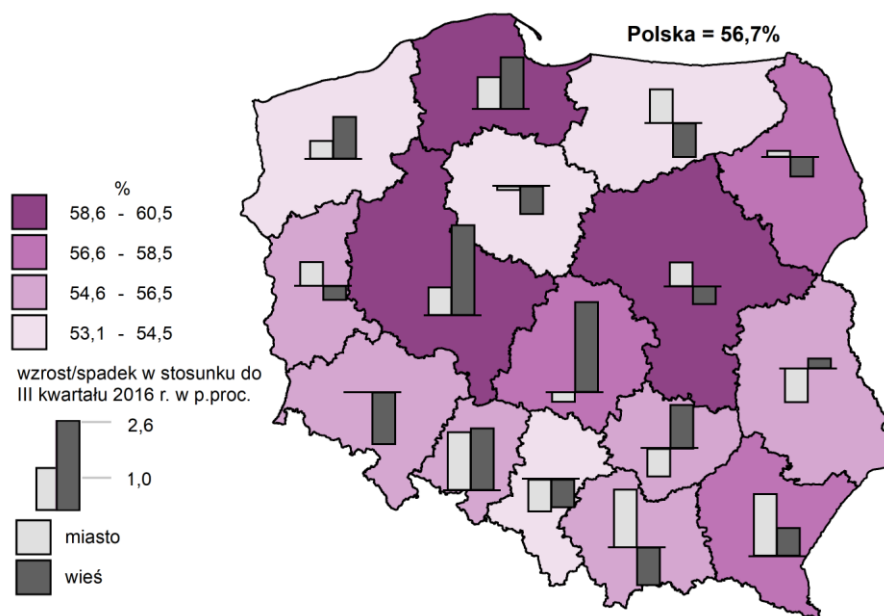 Polska = 56,7%
%
58,6 - 60,5
56,6 - 58,5
54,6 - 56,5
53,1 - 54,5
wzrost/spadek w stosunku do
III kwartału 2016 r. w p.proc.
2,6
1,0
miasto
wieś